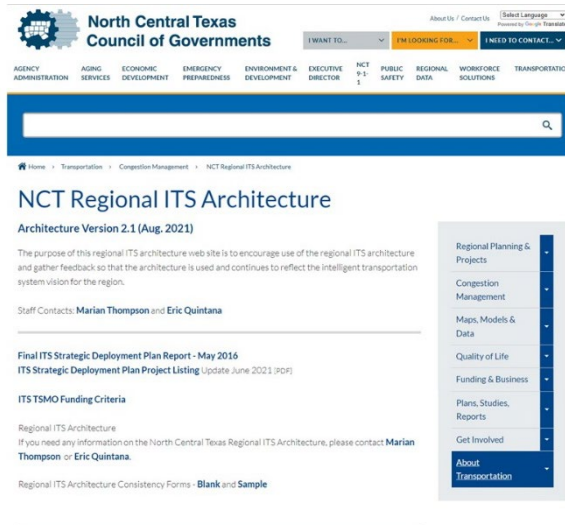 About Us / Contact Us
Select Language
Powered by Google Translate
North Central Texas
Council of Governments
I WANT TO...
I'M LOOKING FOR...
I NEED TO CONTACT...
AGENCY ADMINISTRATION
AGING SERVICES
ECONOMIC DEVELOPMENT
EMERGENCY PREPAREDNESS
ENVIRONMENT & DEVELOPMENT
EXECUTIVE DIRECTOR
NCT 9-1-1
PUBLIC SAFETY
REGIONAL DATA
WORKFORCE SOLUTIONS
TRANSPORTATIO
Home > Transportation > Congestion Management > NCT Regional ITS Architecture
NCT Regional ITS Architecture
Architecture Version 2.1 (Aug. 2021)
The purpose of this regional ITS architecture web site is to encourage use of the regional ITS architecture
and gather feedback so that the architecture is used and continues to reflect the intelligent transportation
system vision for the region.
Staff Contacts: Marian Thompson and Eric Quintana
Final ITS Strategic Deployment Plan Report - May 2016
ITS Strategic Deployment Plan Project Listing Update June 2021 [PDF]
ITS TSMO Funding Criteria
Regional ITS Architecture
If you need any information on the North Central Texas Regional ITS Architecture, please contact Marian
Thompson or Eric Quintana.
Regional ITS Architecture Consistency Forms - Blank and Sample
Regional Planning &
Projects
Congestion
Management
Maps, Models &
Data
Quality of Life
Funding & Business
Plans, Studies,
Reports
Get Involved
About
Transportation